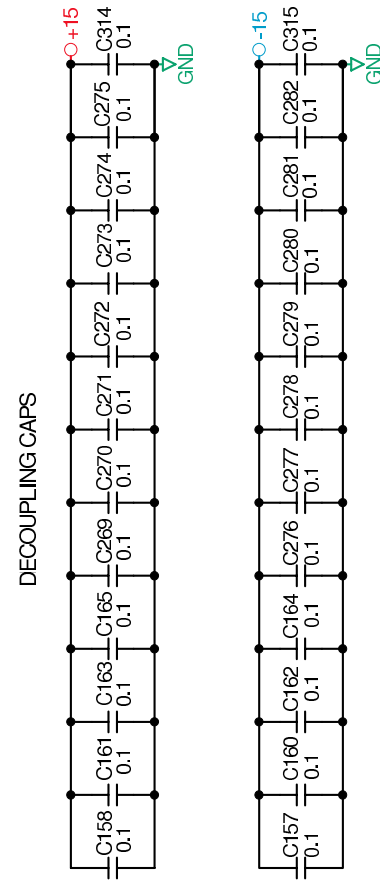 DECOUPLING CAPS
+15
C314
0.1
GND
C275
0.1
C274
0.1
C273
0.1
C272
0.1
C271
0.1
C270
0.1
C269
0.1
C165
0.1
C163
0.1
C161
0.1
C158
0.1
-15
C315
0.1
GND
C282
0.1
C281
0.1
C280
0.1
C279
0.1
C278
0.1
C277
0.1
C276
0.1
C164
0.1
C162
0.1
C160
0.1
C157
0.1